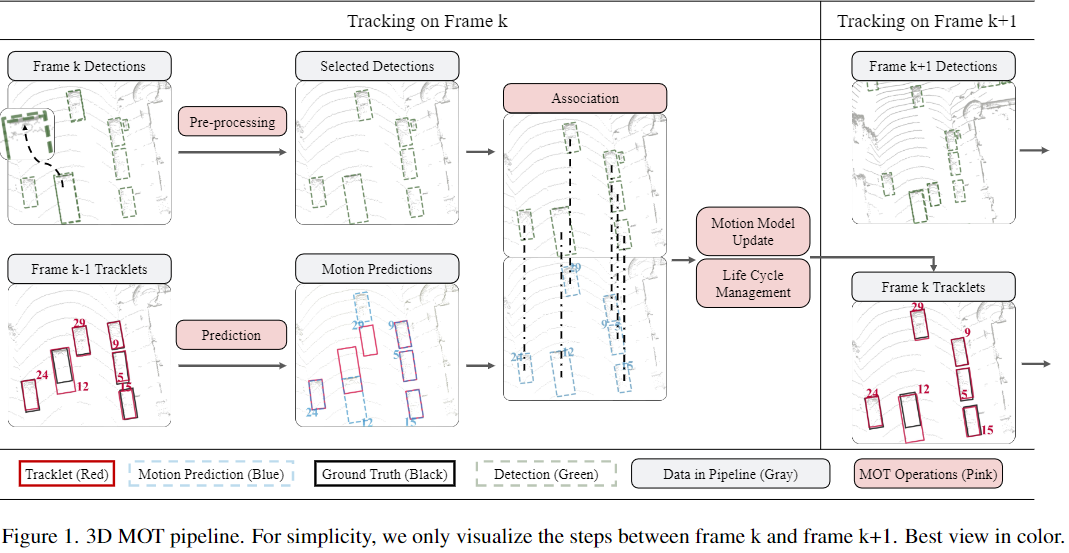 Tracking on Frame k
Tracking on Frame k+1
Frame k Detections
Pre-processing
Selected Detections
Association
Frame k+1 Detections
Motion Model
Update
Life Cycle
Management
Frame k-1 Tracklets
29
9
24
12
5
15
Prediction
Motion Predictions
29
9
5
24
12
15
29
9
24
12
15
Frame k Tracklets
29
9
24
12
5
15
Tracklet (Red)
Motion Prediction (Blue)
Ground Truth (Black)
Detection (Green)
Data in Pipeline (Gray)
MOT Operations (Pink)
Figure 1. 3D MOT pipeline. For simplicity, we only visualize the steps between frame k and frame k+1. Best view in color.